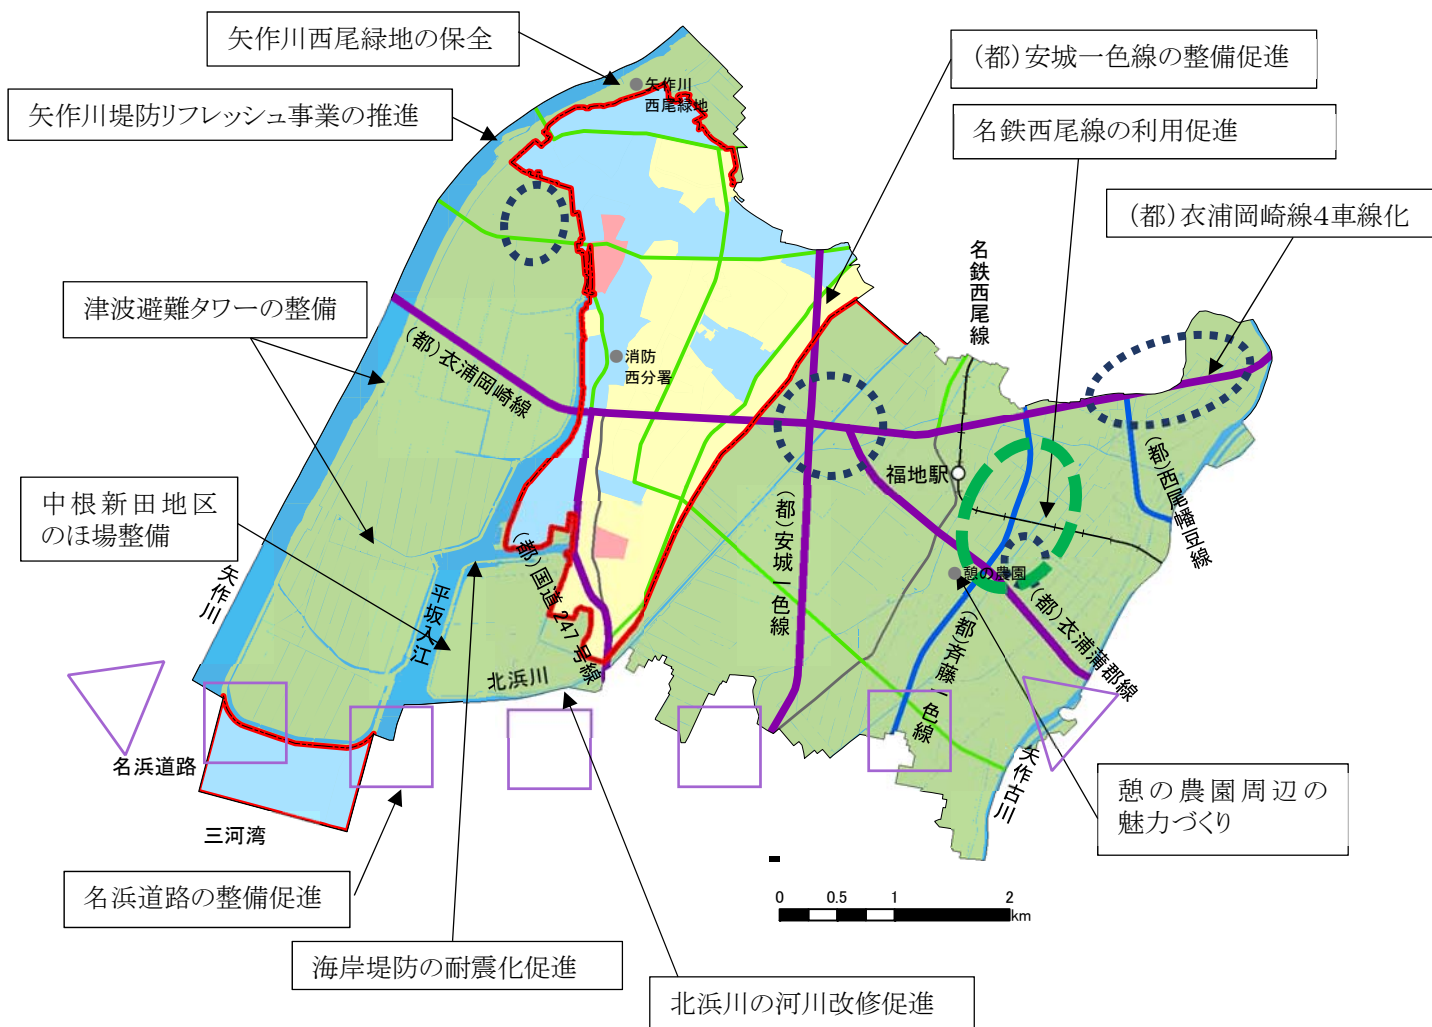 矢作川西尾緑地の保全
(都)安城一色線の整備促進
矢作川
西尾緑地
矢作川堤防リフレッシュ事業の推進
名鉄西尾線の利用促進
(都)衣浦岡崎線4車線化
名鉄西尾線
津波避難タワーの整備
(都)衣浦岡崎線
消防
西分署
中根新田地区
のほ場整備
福地駅
(都)西尾幡豆線
(都)安城一色線
(都)国道247号線
憩の農園
矢作川
平坂入江
(都)衣浦蒲郡線
(都)斉藤一色線
北浜川
矢作古川
名浜道路
三河湾
憩の農園周辺の
魅力づくり
名浜道路の整備促進
0 0.5 1 2
km
海岸堤防の耐震化促進
北浜川の河川改修促進